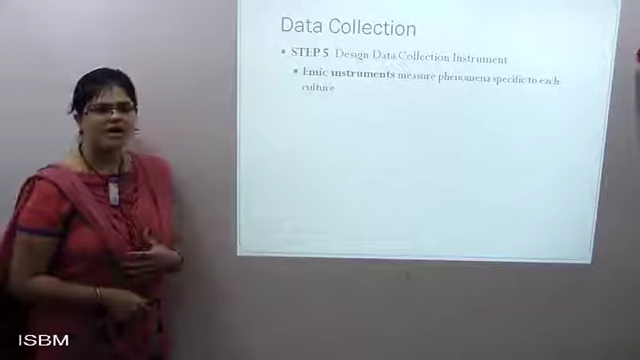 Data Collection
• STEP 5 Design Data Collection Instrument
• Emic instruments measure phenomena specific to each
culture
ISBM